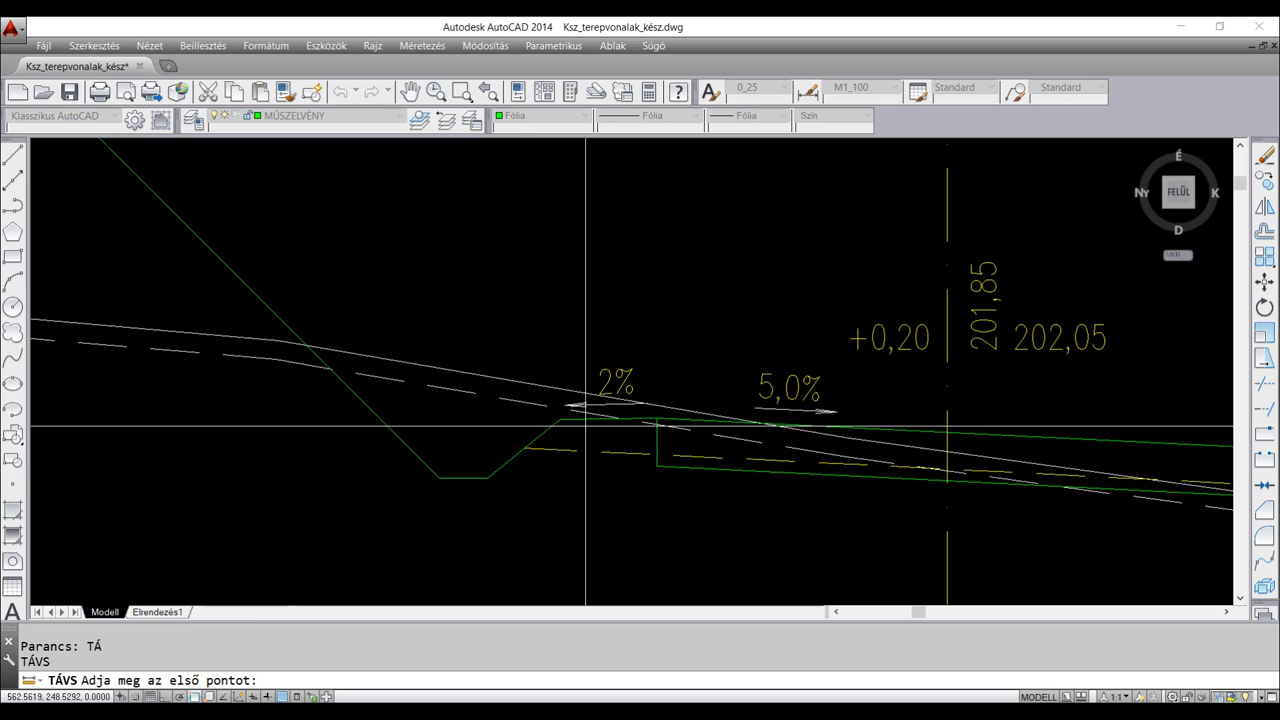 Autodesk AutoCAD 2014 Ksz_terepvonalak_kész.dwg
Fájl Szerkesztés Nézet Beillesztés Formátum Eszközök Rajz Méretezés Módosítás Parametrikus Ablak Súgó
Ksz_terepvonalak_kész*
0_25 M1_100 Standard Standard
Klasszikus AutoCAD MŰSZELVÉNY Fólia Fólia Fólia Szín
É
NY FELÜL K
D
VKR
201,85
+0,20 202,05
2% 5,0%
Modell Elrendezés1
Parancs: TÁ
TÁVS
TÁVS Adja meg az első pontot:
562.5619, 248.5292, 0.0000 MODELL 1:1